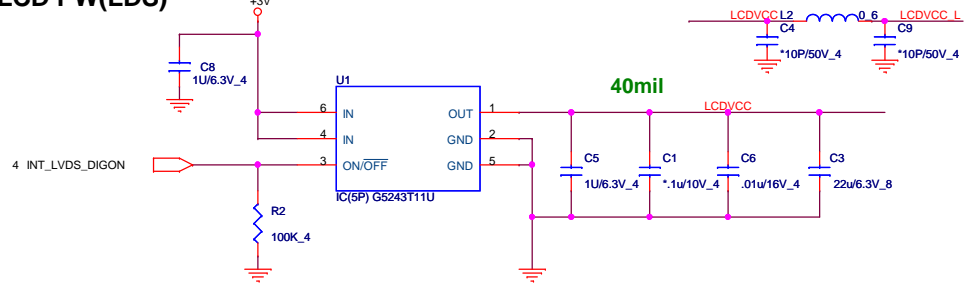 LCD PW(LDS)
+3V
LCDVCC L2 0_6 LCDVCC_L
C4 C9
*10P/50V_4 *10P/50V_4
C8
1U/6.3V_4
U1
40mil
6 IN OUT 1 LCDVCC
4 IN GND 2
4 INT_LVDS_DIGON 3 ON/OFF GND 5
IC(5P) G5243T11U
C5 C1 C6 C3
1U/6.3V_4 *.1u/10V_4 .01u/16V_4 22u/6.3V_8
R2
100K_4